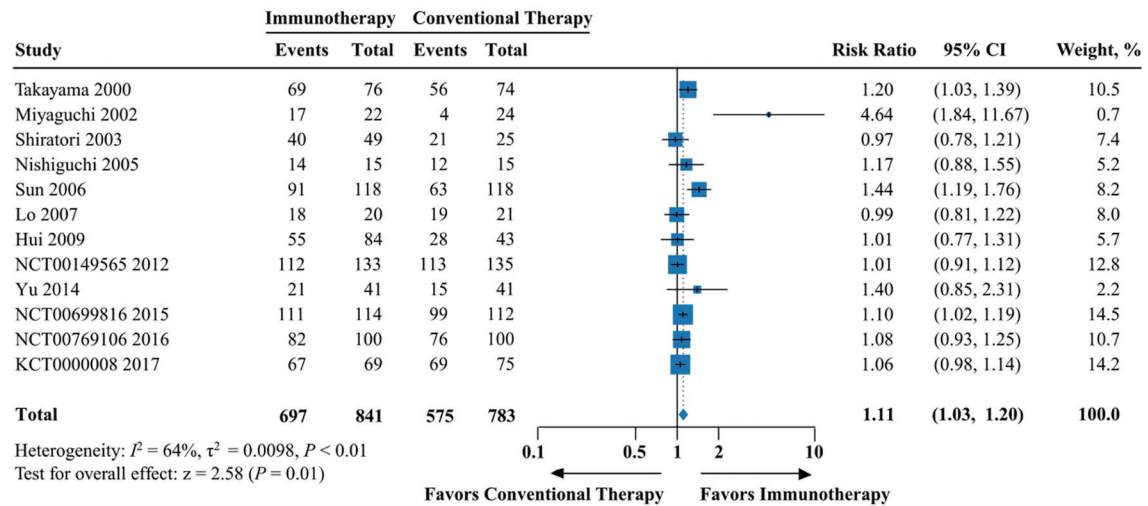 Immunotherapy Conventional Therapy
Study Events Total Events Total Risk Ratio 95% CI Weight, %
Takayama 2000 69 76 56 74 1.20 (1.03, 1.39) 10.5
Miyaguchi 2002 17 22 4 24 4.64 (1.84, 11.67) 0.7
Shiratori 2003 40 49 21 25 0.97 (0.78, 1.21) 7.4
Nishiguchi 2005 14 15 12 15 1.17 (0.88, 1.55) 5.2
Sun 2006 91 118 63 118 1.44 (1.19, 1.76) 8.2
Lo 2007 18 20 19 21 0.99 (0.81, 1.22) 8.0
Hui 2009 55 84 28 43 1.01 (0.77, 1.31) 5.7
NCT00149565 2012 112 133 113 135 1.01 (0.91, 1.12) 12.8
Yu 2014 21 41 15 41 1.40 (0.85, 2.31) 2.2
NCT00699816 2015 111 114 99 112 1.10 (1.02, 1.19) 14.5
NCT00769106 2016 82 100 76 100 1.08 (0.93, 1.25) 10.7
KCT0000008 2017 67 69 69 75 1.06 (0.98, 1.14) 14.2
Total 697 841 575 783 1.11 (1.03, 1.20) 100.0
Heterogeneity: I² = 64%, τ² = 0.0098, P < 0.01
Test for overall effect: z = 2.58 (P = 0.01)
0.1 0.5 1 2 10
Favors Conventional Therapy Favors Immunotherapy